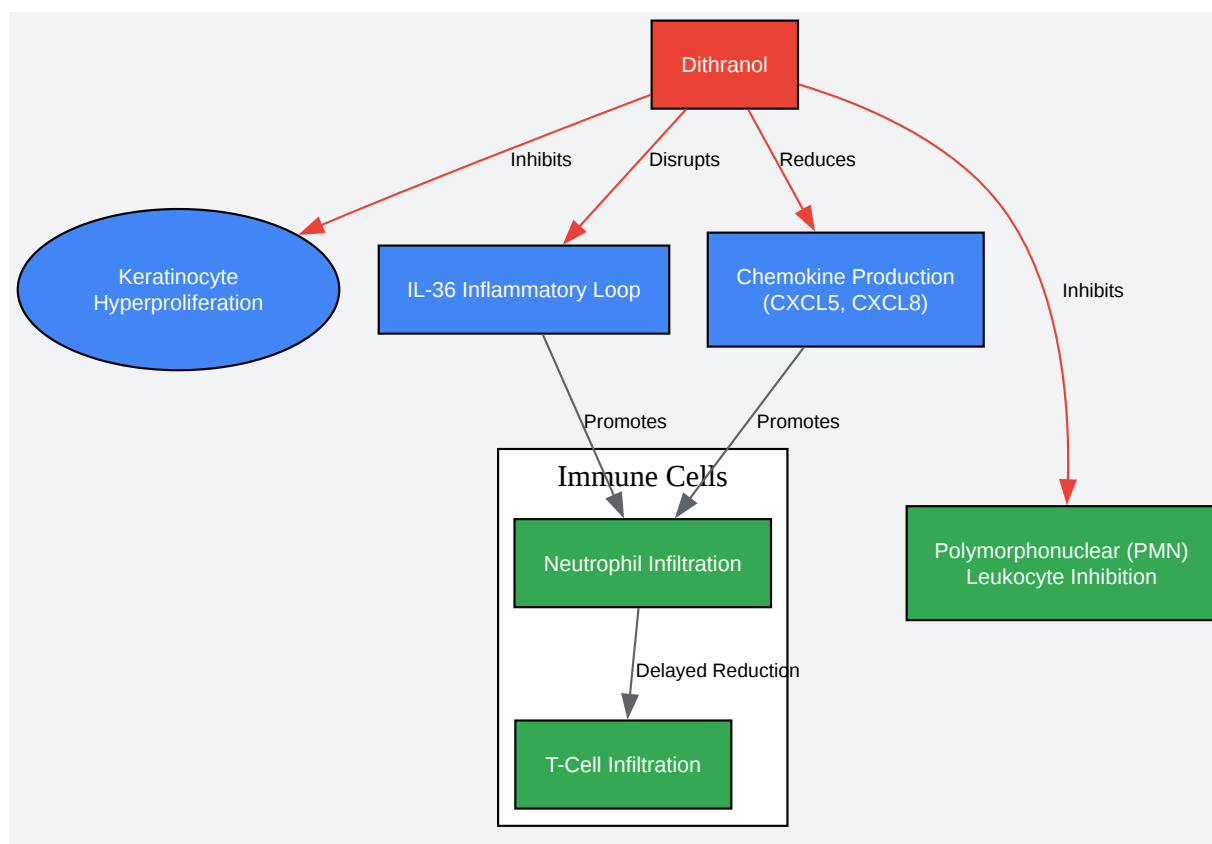 Dithranol
Inhibits
Disrupts
Reduces
Keratinocyte
Hyperproliferation
IL-36 Inflammatory Loop
Chemokine Production
(CXCL5, CXCL8)
Inhibits
Promotes
Promotes
Immune Cells
Neutrophil Infiltration
Polymorphonuclear (PMN)
Leukocyte Inhibition
Delayed Reduction
T-Cell Infiltration